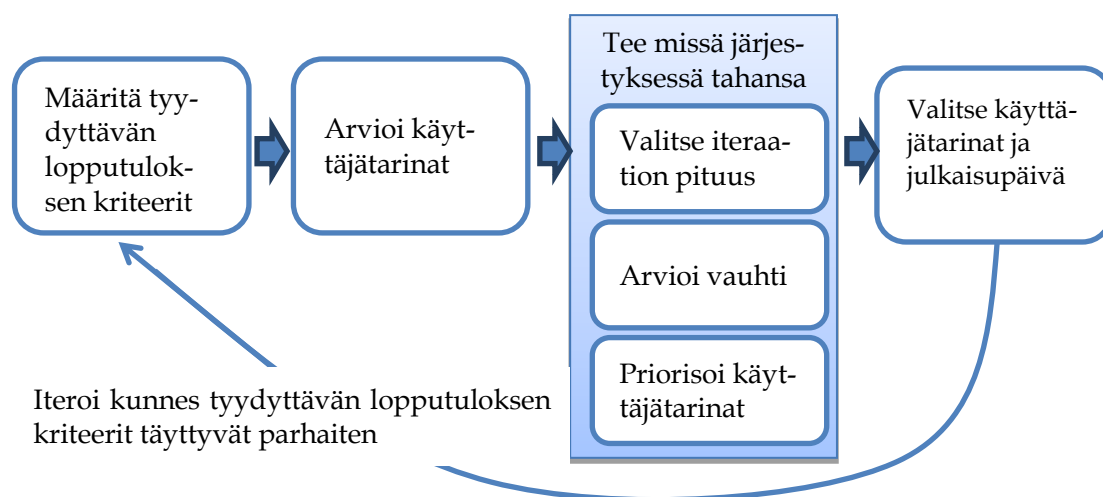 Määritä tyy-
dyttävän
lopputulok-
sen kriteerit
Arvioi käyt-
täjätarinat
Tee missä järjes-
tyksessä tahansa
Valitse iteraa-
tion pituus
Arvioi vauhti
Priorisoi käyt-
täjätarinat
Valitse käyttä-
jätarinat ja
julkaisupäivä
Iteroi kunnes tyydyttävän lopputuloksen
kriteerit täyttyvät parhaiten